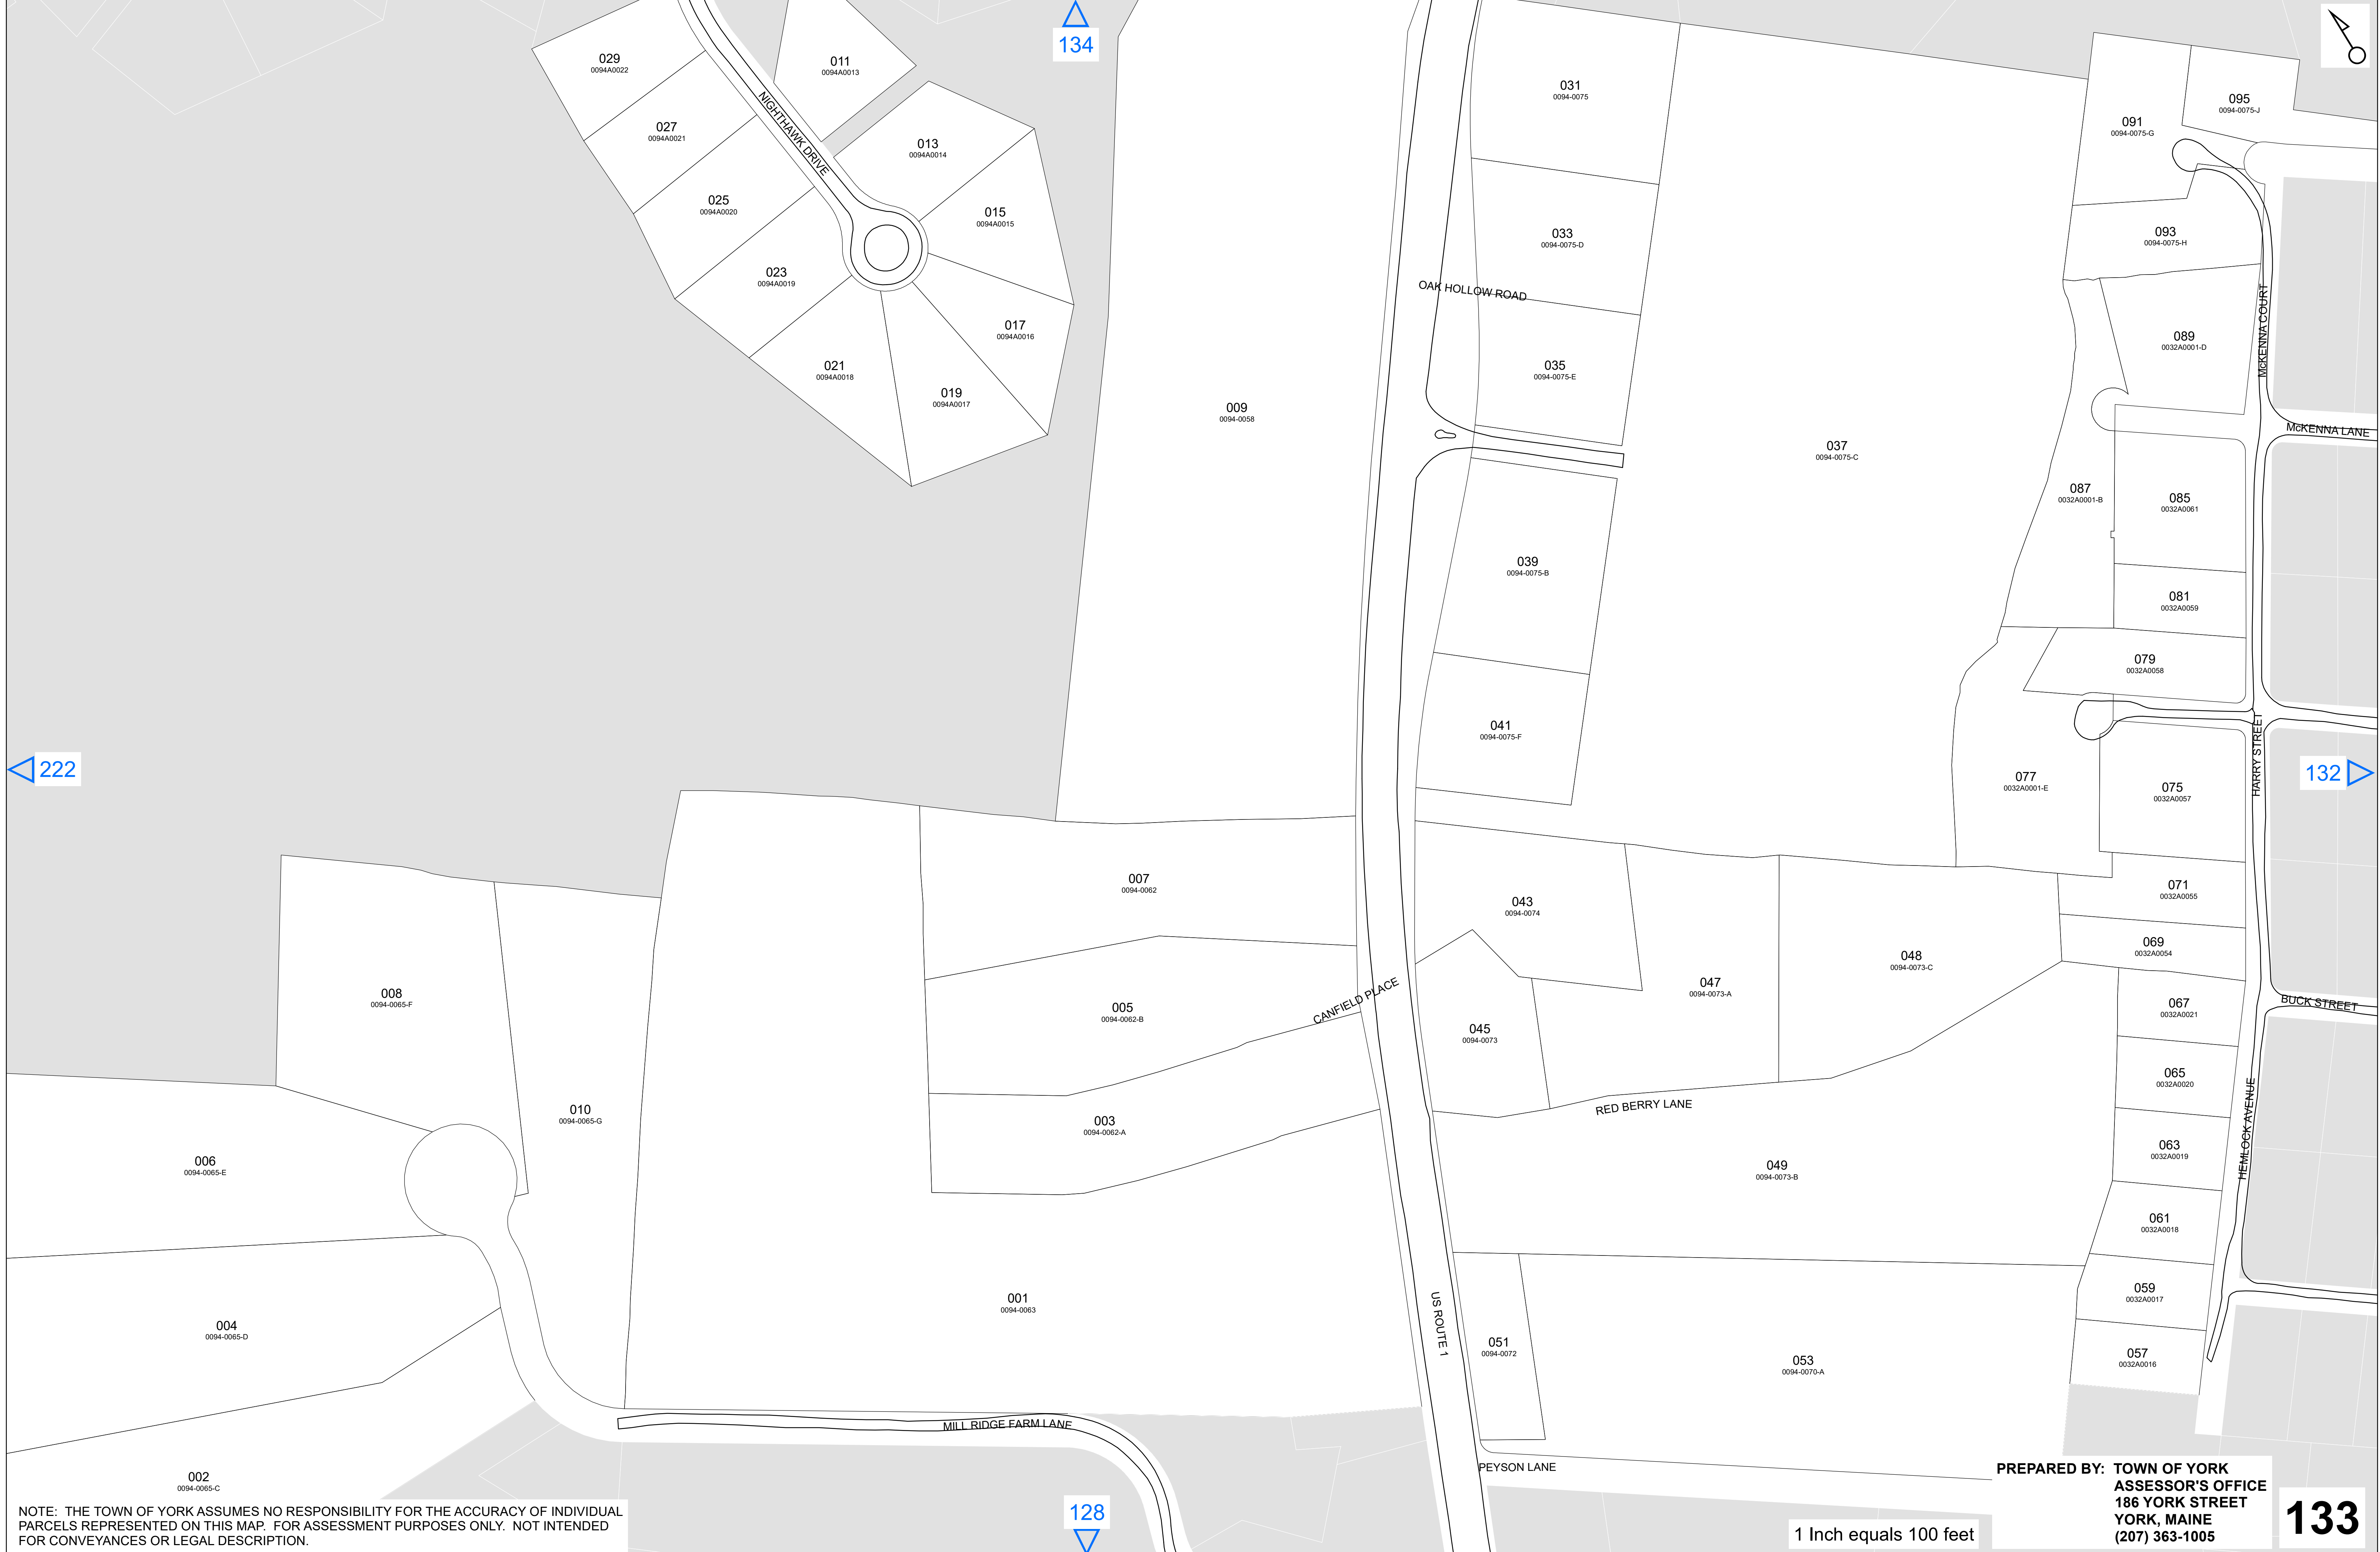 134
029
0094A0022
011
0094A0013
027
0094A0021
NIGHTHAWK DRIVE
013
0094A0014
025
0094A0020
015
0094A0015
023
0094A0019
017
0094A0016
021
0094A0018
019
0094A0017
009
0094-0058
031
0094-0075
033
0094-0075-D
OAK HOLLOW ROAD
035
0094-0075-E
037
0094-0075-C
039
0094-0075-B
041
0094-0075-F
091
0094-0075-G
095
0094-0075-J
093
0094-0075-H
089
0032A0001-D
McKENNA COURT
McKENNA LANE
087
0032A0001-B
085
0032A0061
081
0032A0059
079
0032A0058
HARRY STREET
077
0032A0001-E
075
0032A0057
222
132
007
0094-0062
043
0094-0074
071
0032A0055
069
0032A0054
048
0094-0073-C
047
0094-0073-A
008
0094-0065-F
005
0094-0062-B
CANFIELD PLACE
045
0094-0073
067
0032A0021
BUCK STREET
065
0032A0020
HEMLOCK AVENUE
010
0094-0065-G
003
0094-0062-A
RED BERRY LANE
063
0032A0019
006
0094-0065-E
049
0094-0073-B
061
0032A0018
001
0094-0063
US ROUTE 1
059
0032A0017
004
0094-0065-D
051
0094-0072
053
0094-0070-A
057
0032A0016
MILL RIDGE FARM LANE
PEYSON LANE
002
0094-0065-C
NOTE: THE TOWN OF YORK ASSUMES NO RESPONSIBILITY FOR THE ACCURACY OF INDIVIDUAL
PARCELS REPRESENTED ON THIS MAP. FOR ASSESSMENT PURPOSES ONLY. NOT INTENDED
FOR CONVEYANCES OR LEGAL DESCRIPTION.
128
1 Inch equals 100 feet
PREPARED BY: TOWN OF YORK
ASSESSOR'S OFFICE
186 YORK STREET
YORK, MAINE
(207) 363-1005
133